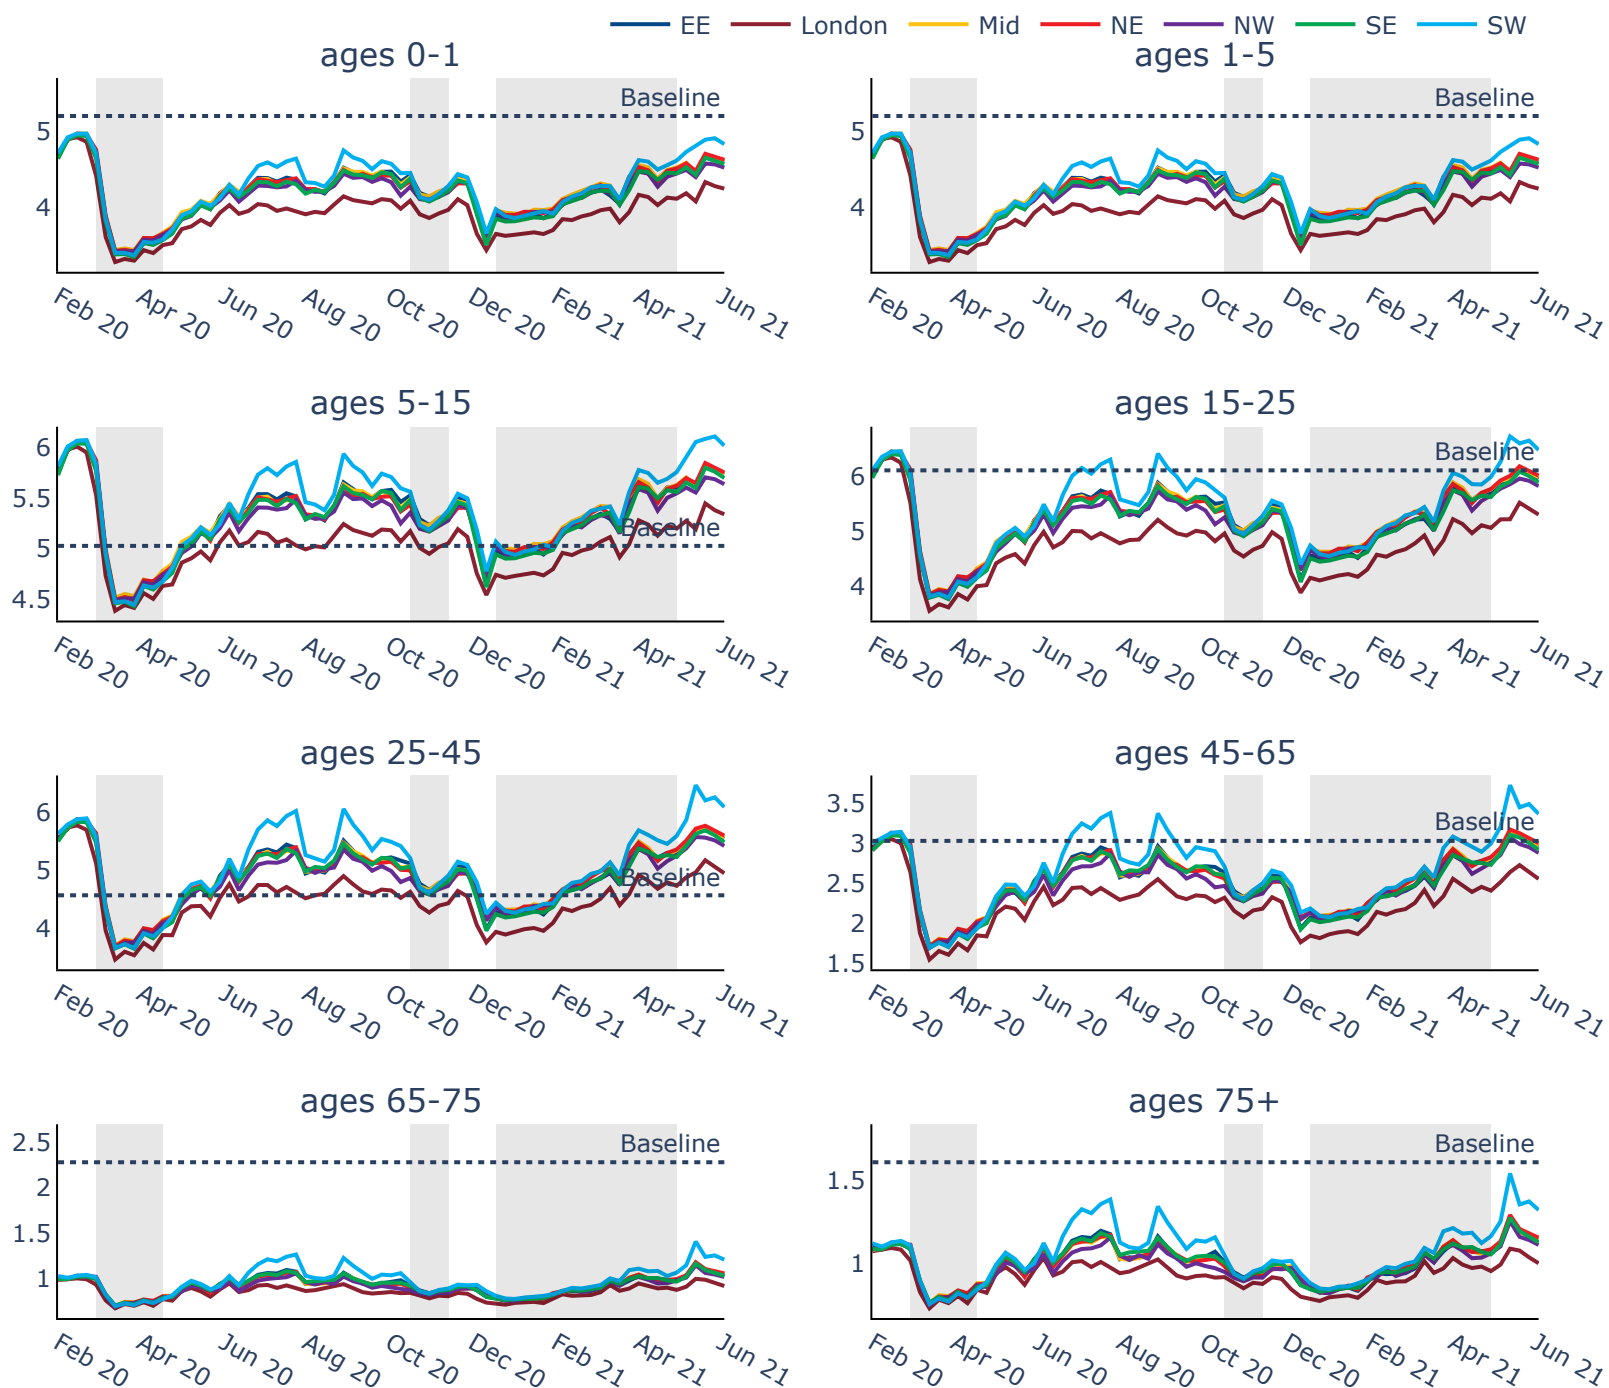 EE London Mid NE NW SE SW
ages 0-1 ages 1-5
Baseline Baseline
5 5
4 4
Feb 20 Apr 20 Jun 20 Aug 20 Oct 20 Dec 20 Feb 21 Apr 21 Jun 21 Feb 20 Apr 20 Jun 20 Aug 20 Oct 20 Dec 20 Feb 21 Apr 21 Jun 21
ages 5-15 ages 15-25
6 Baseline
5.5 6
Baseline
5 5
4.5 4
Feb 20 Apr 20 Jun 20 Aug 20 Oct 20 Dec 20 Feb 21 Apr 21 Jun 21 Feb 20 Apr 20 Jun 20 Aug 20 Oct 20 Dec 20 Feb 21 Apr 21 Jun 21
ages 25-45 ages 45-65
6 3.5
Baseline
3
5 2.5
Baseline
4 2
1.5
Feb 20 Apr 20 Jun 20 Aug 20 Oct 20 Dec 20 Feb 21 Apr 21 Jun 21 Feb 20 Apr 20 Jun 20 Aug 20 Oct 20 Dec 20 Feb 21 Apr 21 Jun 21
ages 65-75 ages 75+
2.5 Baseline Baseline
2 1.5
1.5
1 1
Feb 20 Apr 20 Jun 20 Aug 20 Oct 20 Dec 20 Feb 21 Apr 21 Jun 21 Feb 20 Apr 20 Jun 20 Aug 20 Oct 20 Dec 20 Feb 21 Apr 21 Jun 21